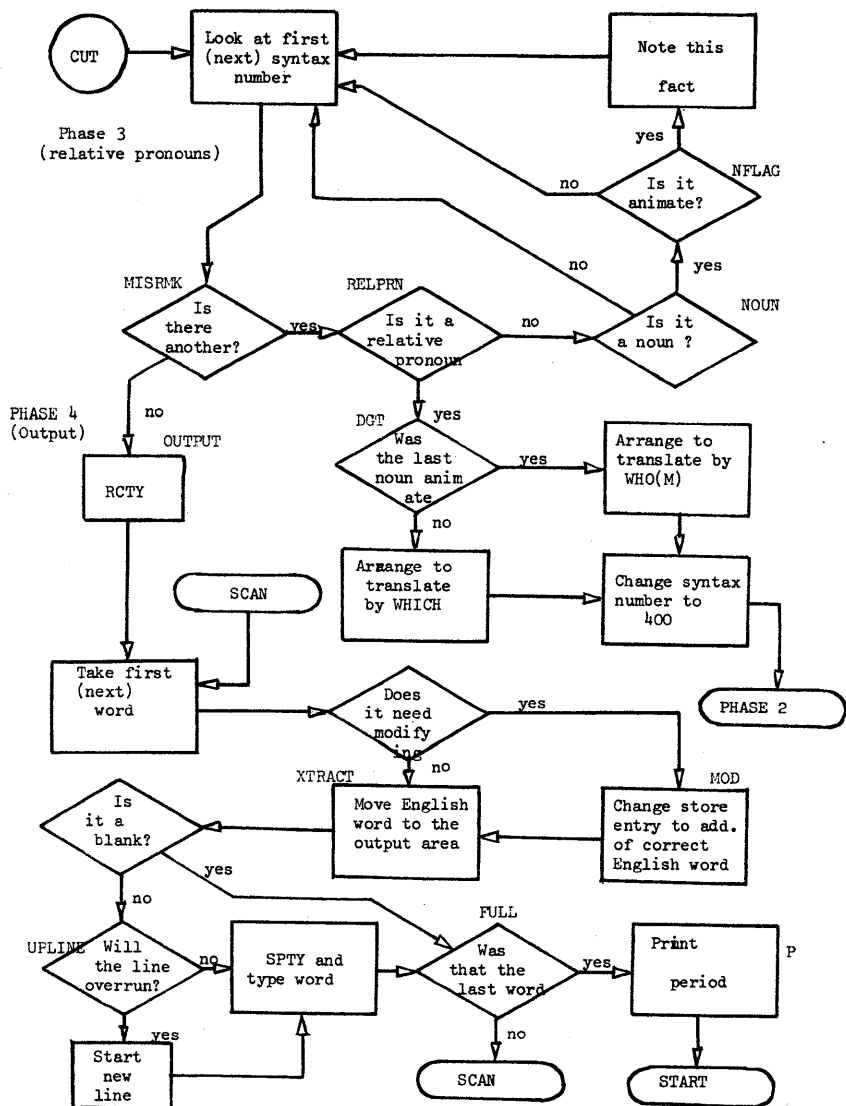 CUT
Look at first
(next) syntax
number
Note this
fact
Phase 3
(relative pronouns)
yes
NFLAG
no
Is it
animate?
yes
no
MISRMK
RELPRN
NOUN
Is
there
another?
yes
Is it a
relative
pronoun
no
Is it
a noun ?
PHASE 4
(Output)
no
OUTPUT
yes
DGT
Was
the last
noun anim
ate
yes
Arrange to
translate by
WHO(M)
RCTY
no
SCAN
Arrange to
translate
by WHICH
Change syntax
number to
400
Take first
(next)
word
Does
it need
modify
ing
yes
PHASE 2
no
XTRACT
MOD
Is
it a
blank?
Move English
word to the
output area
Change store
entry to add.
of correct
English word
yes
no
FULL
UPLINE
Will
the line
overrun?
no
SPTY and
type word
Was
that the
last word
yes
Print
period
P
yes
no
Start
new
line
SCAN
START